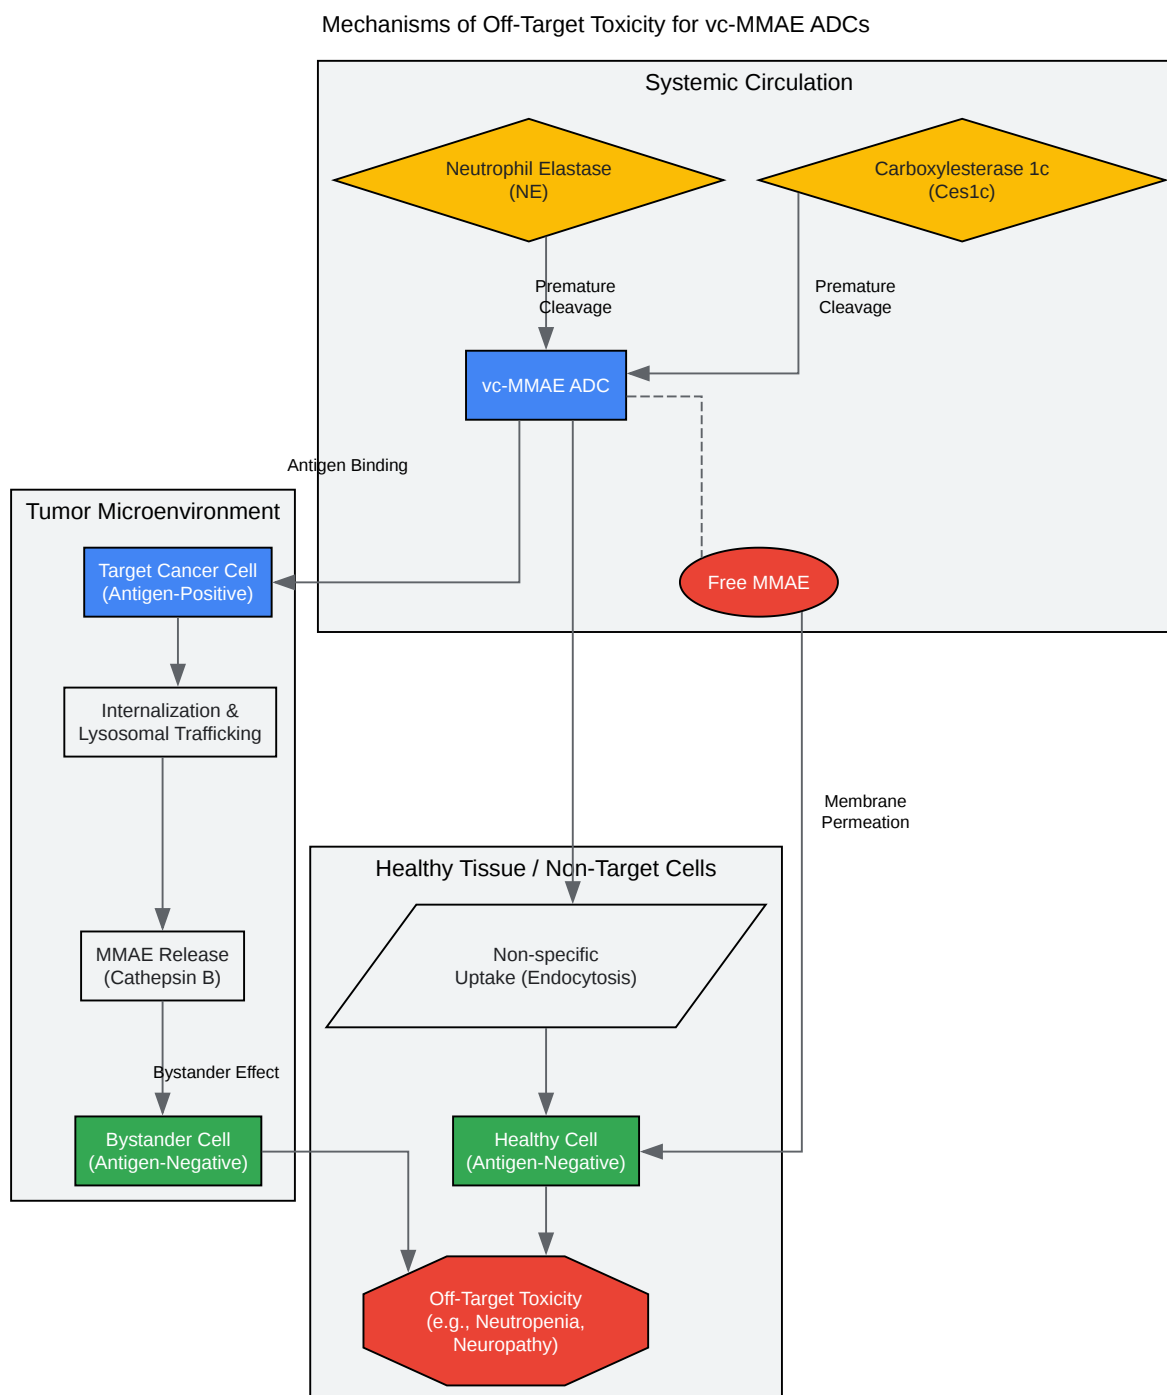 Mechanisms of Off-Target Toxicity for vc-MMAE ADCs
Systemic Circulation
Neutrophil Elastase
(NE)
Carboxylesterase 1c
(Ces1c)
Premature
Cleavage
Premature
Cleavage
vc-MMAE ADC
Antigen Binding
Tumor Microenvironment
Target Cancer Cell
(Antigen-Positive)
Free MMAE
Internalization &
Lysosomal Trafficking
Membrane
Permeation
Healthy Tissue / Non-Target Cells
MMAE Release
(Cathepsin B)
Non-specific
Uptake (Endocytosis)
Bystander Effect
Bystander Cell
(Antigen-Negative)
Healthy Cell
(Antigen-Negative)
Off-Target Toxicity
(e.g., Neutropenia,
Neuropathy)